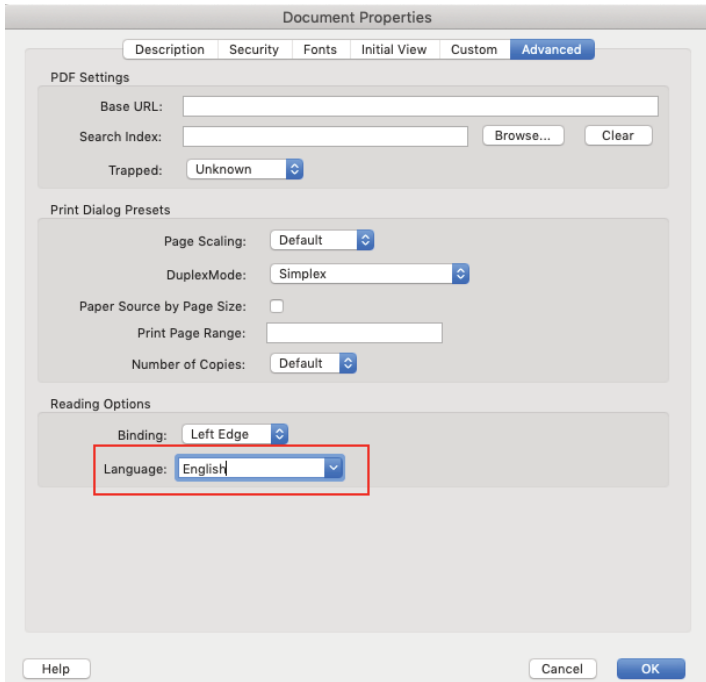 Document Properties
Description Security Fonts Initial View Custom Advanced
PDF Settings
Base URL:
Search Index: Browse... Clear
Trapped: Unknown
Print Dialog Presets
Page Scaling: Default
DuplexMode: Simplex
Paper Source by Page Size:
Print Page Range:
Number of Copies: Default
Reading Options
Binding: Left Edge
Language: English
Help Cancel OK